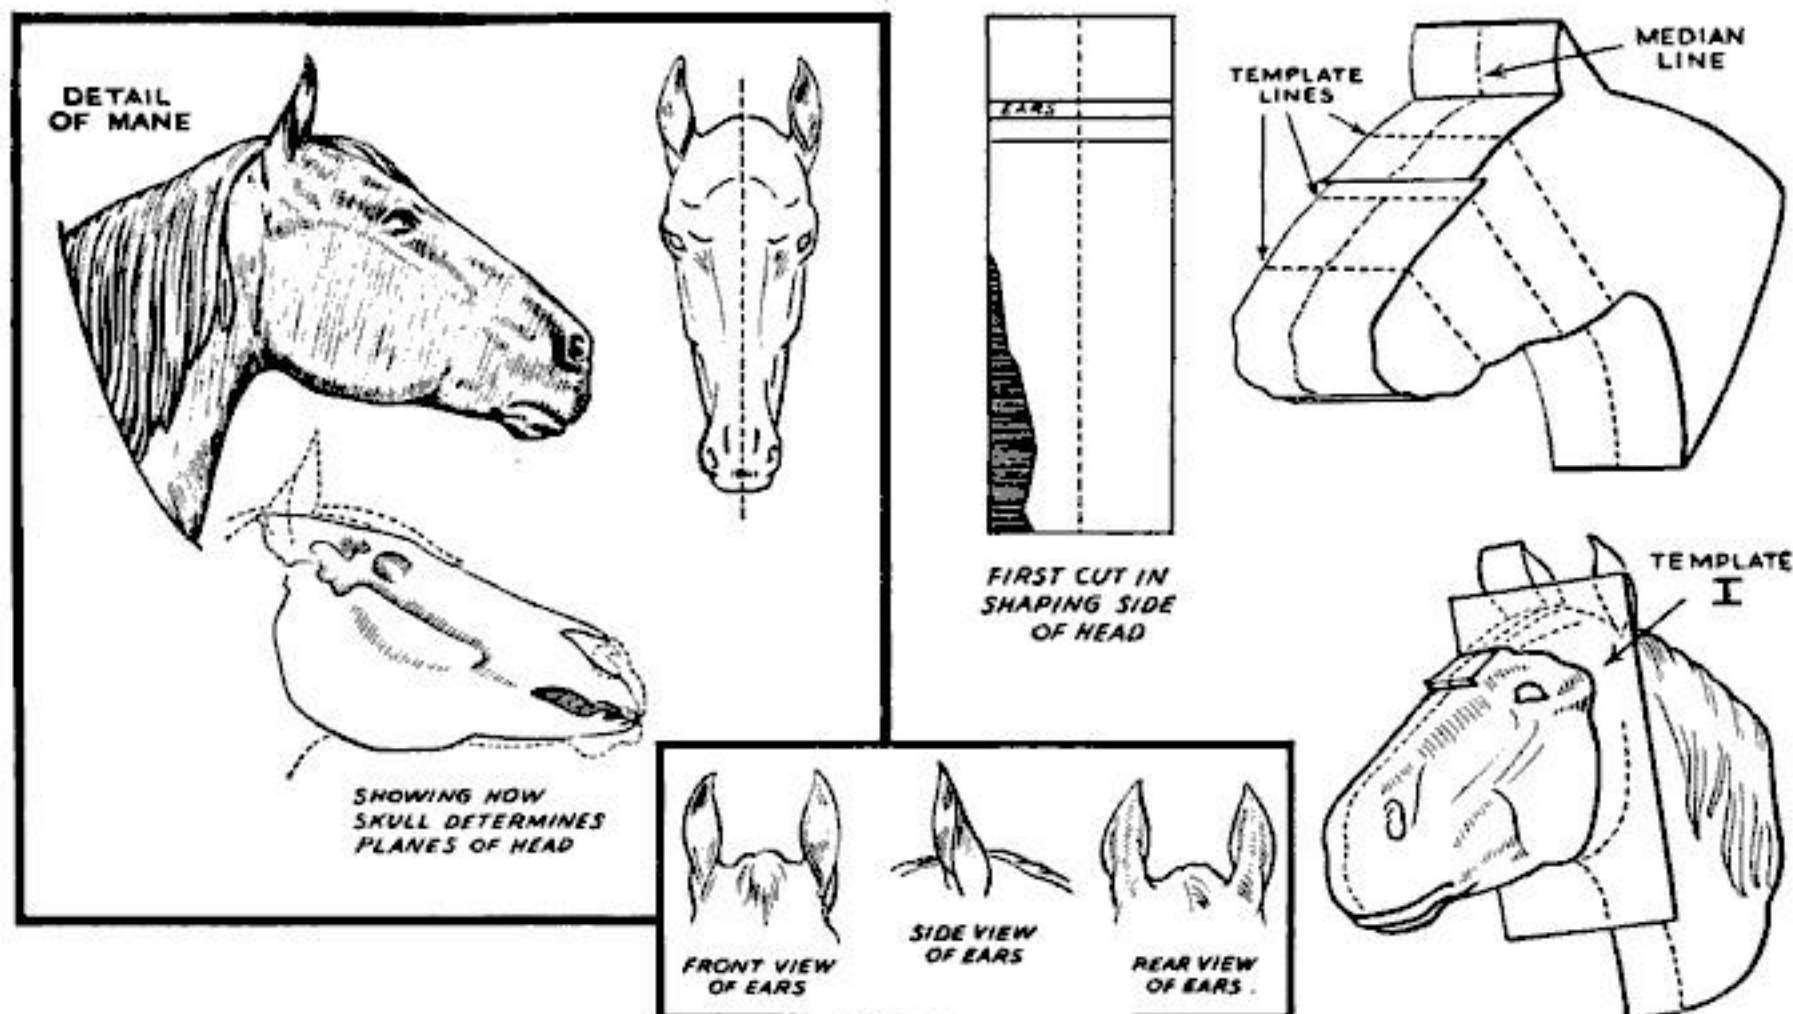 DETAIL
OF MANE
EARS
TEMPLATE
LINES
MEDIAN
LINE
FIRST CUT IN
SHAPING SIDE
OF HEAD
TEMPLATE
I
SHOWING HOW
SKULL DETERMINES
PLANES OF HEAD
FRONT VIEW
OF EARS
SIDE VIEW
OF EARS
REAR VIEW
OF EARS.